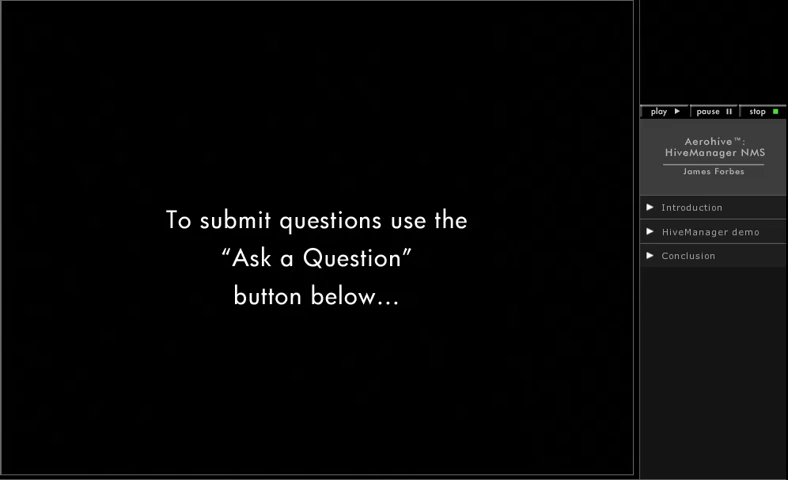 To submit questions use the
“Ask a Question”
button below...
play
pause
stop
Aerohive™:
HiveManager NMS
James Forbes
Introduction
HiveManager demo
Conclusion